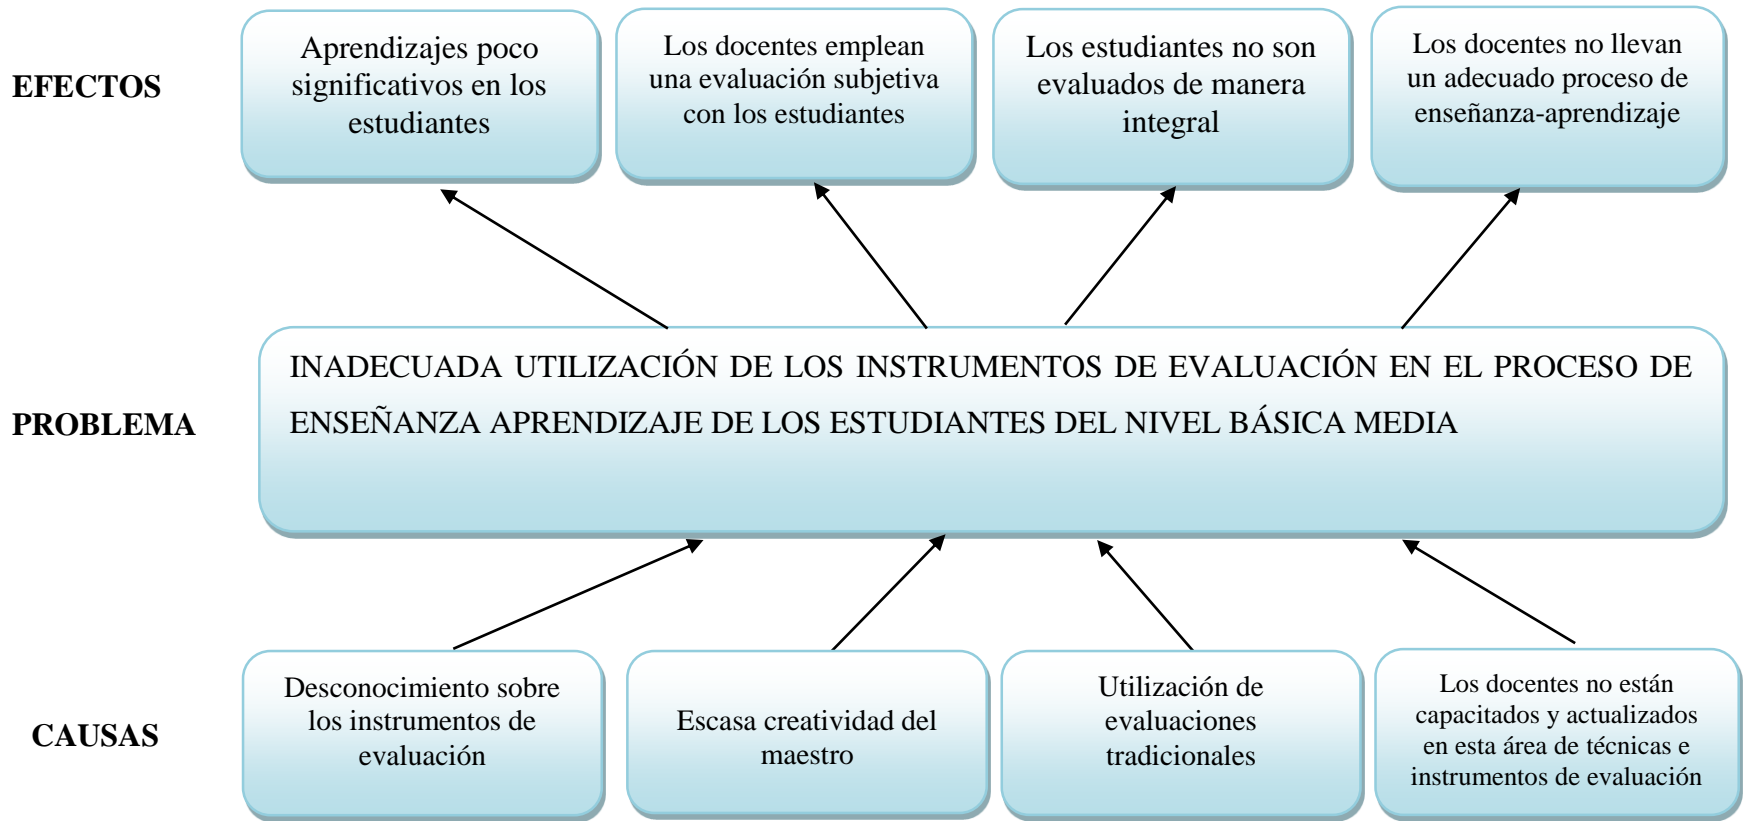 EFECTOS
Aprendizajes poco
significativos en los
estudiantes
Los docentes emplean
una evaluación subjetiva
con los estudiantes
Los estudiantes no son
evaluados de manera
integral
Los docentes no llevan
un adecuado proceso de
enseñanza-aprendizaje
PROBLEMA
INADECUADA UTILIZACIÓN DE LOS INSTRUMENTOS DE EVALUACIÓN EN EL PROCESO DE
ENSEÑANZA APRENDIZAJE DE LOS ESTUDIANTES DEL NIVEL BÁSICA MEDIA
CAUSAS
Desconocimiento sobre
los instrumentos de
evaluación
Escasa creatividad del
maestro
Utilización de
evaluaciones
tradicionales
Los docentes no están
capacitados y actualizados
en esta área de técnicas e
instrumentos de evaluación